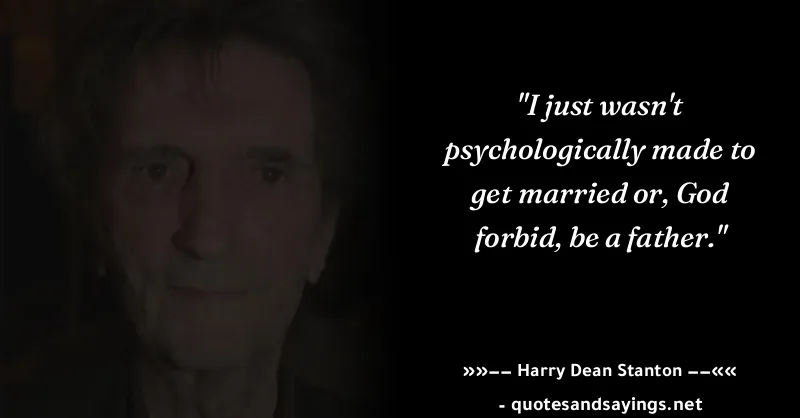 "I just wasn't
psychologically made to
get married or, God
forbid, be a father."
»»−− Harry Dean Stanton −−««
- quotesandsayings.net